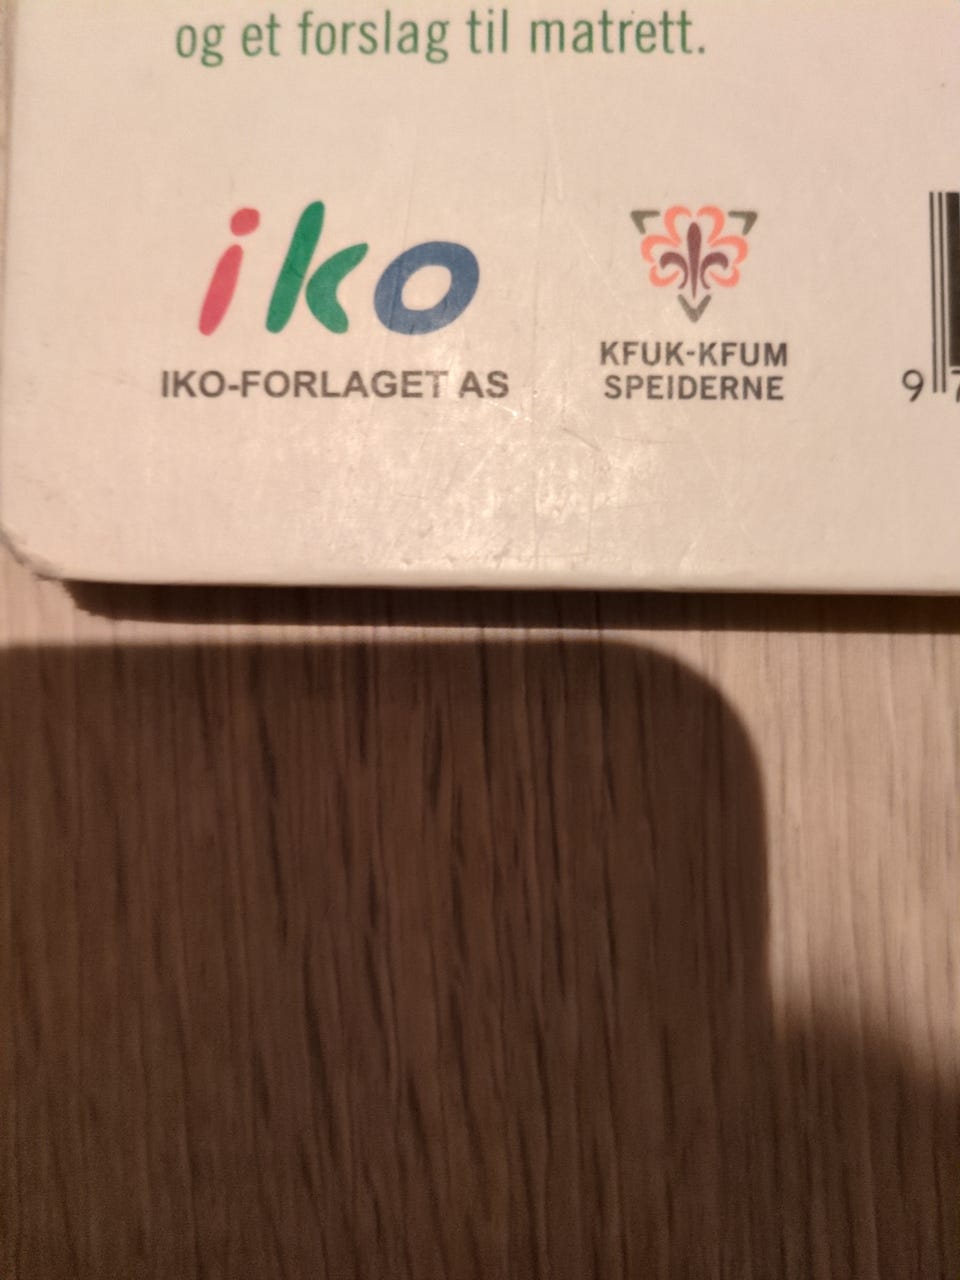 og et forslag til matrett.
iko
IKO-FORLAGET AS
KFUK-KFUM
SPEIDERNE
9